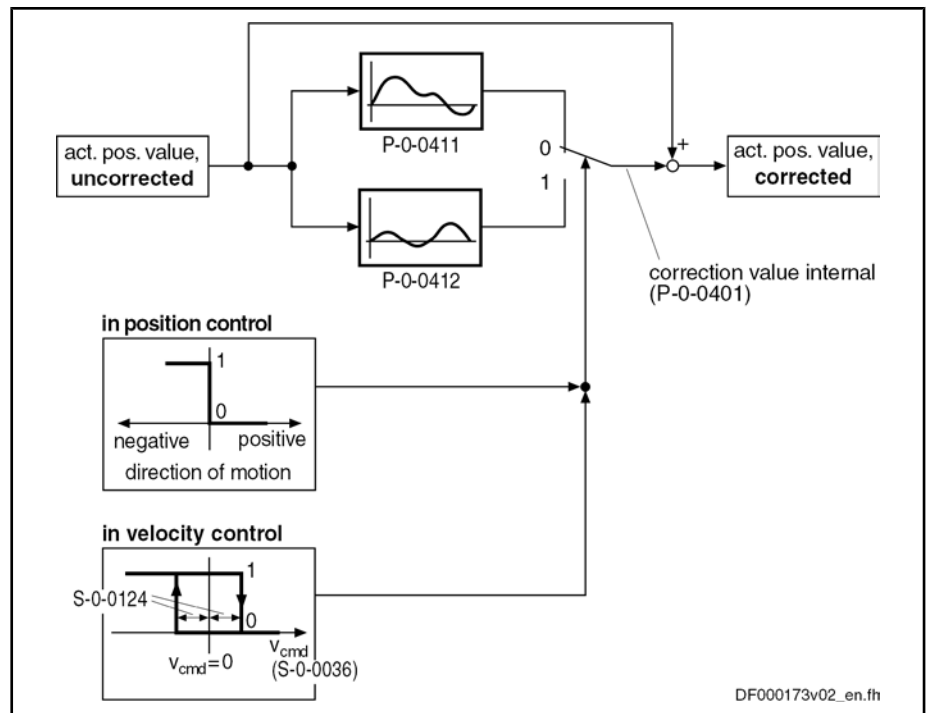 P-0-0411
act. pos. value,
uncorrected
0
1
+
act. pos. value,
corrected
P-0-0412
correction value internal
(P-0-0401)
in position control
1
0
negative
positive
direction of motion
in velocity control
S-0-0124
1
0
vcmd=0
vcmd
(S-0-0036)
DF000173v02_en.fh